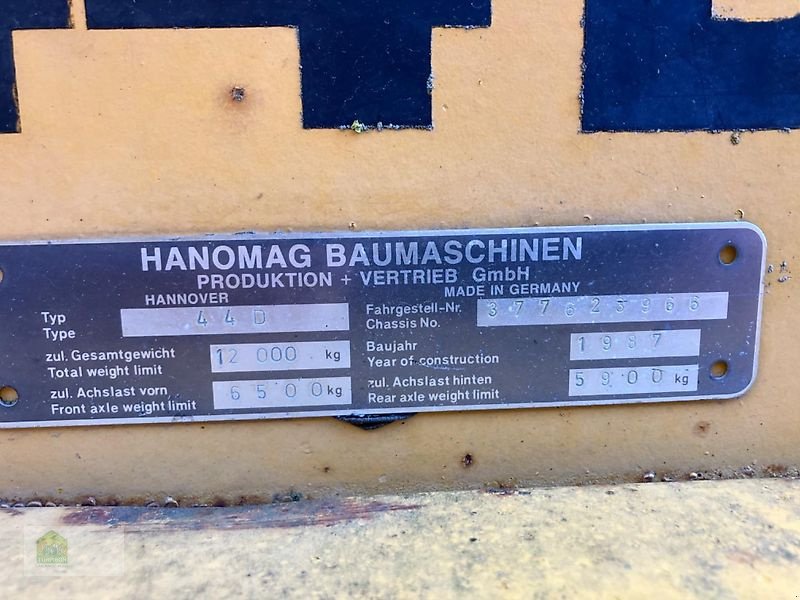 HANOMAG BAUMASCHINEN
PRODUKTION + VERTRIEB GmbH
HANNOVER MADE IN GERMANY
Typ
Type 44D
zul. Gesamtgewicht
Total weight limit 12 000 kg
zul. Achslast vorn
Front axle weight limit 6500 kg
Fahrgestell-Nr.
Chassis No. 377623966
Baujahr
Year of construction 1987
zul. Achslast hinten
Rear axle weight limit 5900 kg